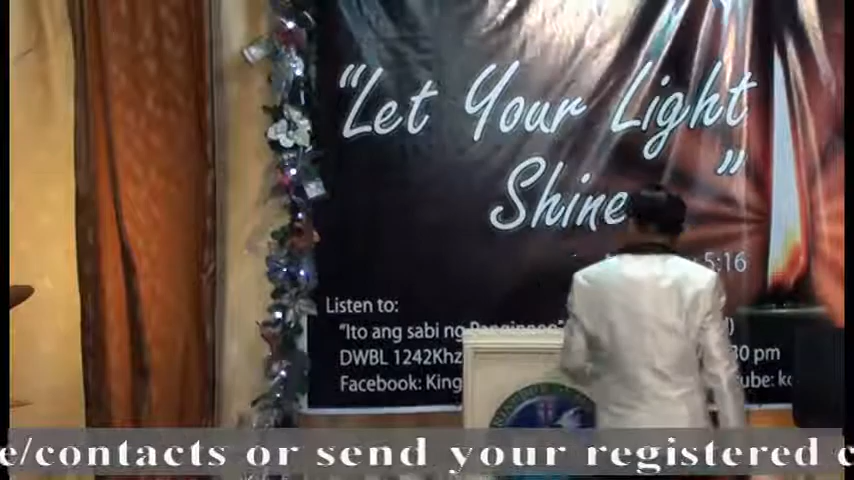 “Let Your Light
Shine ”
5:16
Listen to:
“Ito ang sabi ng Panginoon
DWBL 1242Khz 30 pm
Facebook: King
e/contacts or send your registered